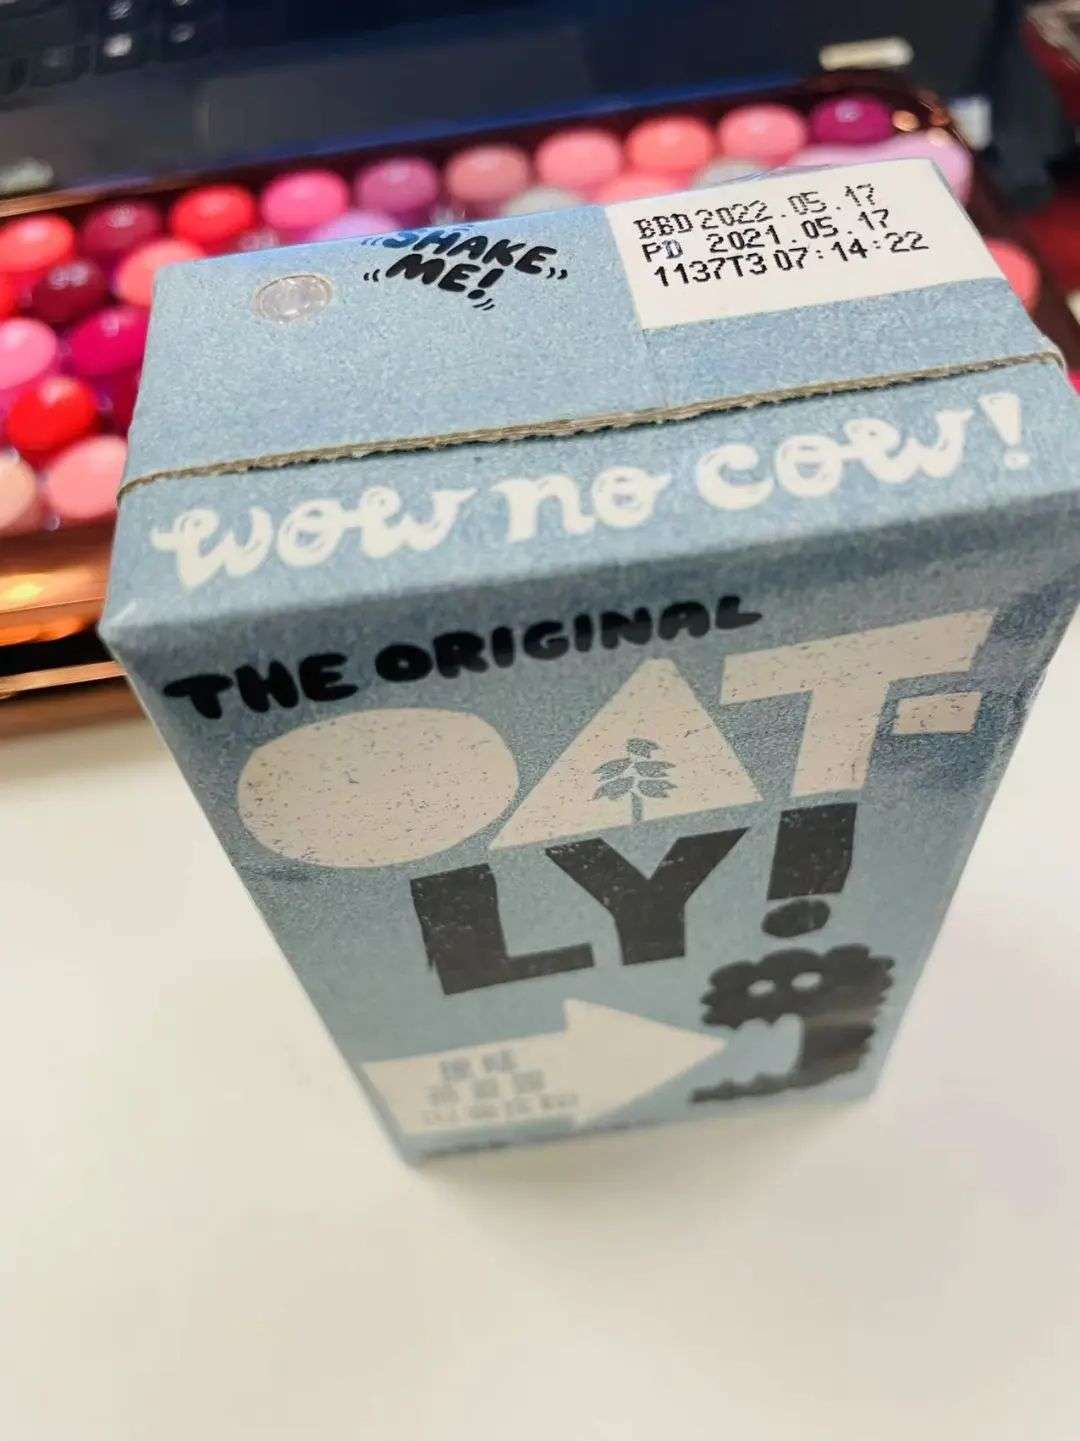 "SHAKE"
"ME!"
BBD 2022.05.17
PD 2021.05.17
1137T3 07:14:22
wow no cow!
THE ORIGINAL
OAT-
LY!